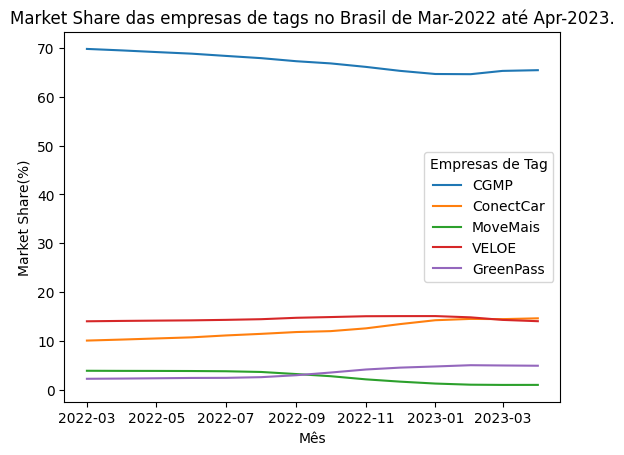 Market Share das empresas de tags no Brasil de Mar-2022 até Apr-2023.
Market Share(%)
70
60
50
40
30
20
10
0
Empresas de Tag
CGMP
ConectCar
MoveMais
VELOE
GreenPass
2022-03 2022-05 2022-07 2022-09 2022-11 2023-01 2023-03
Mês